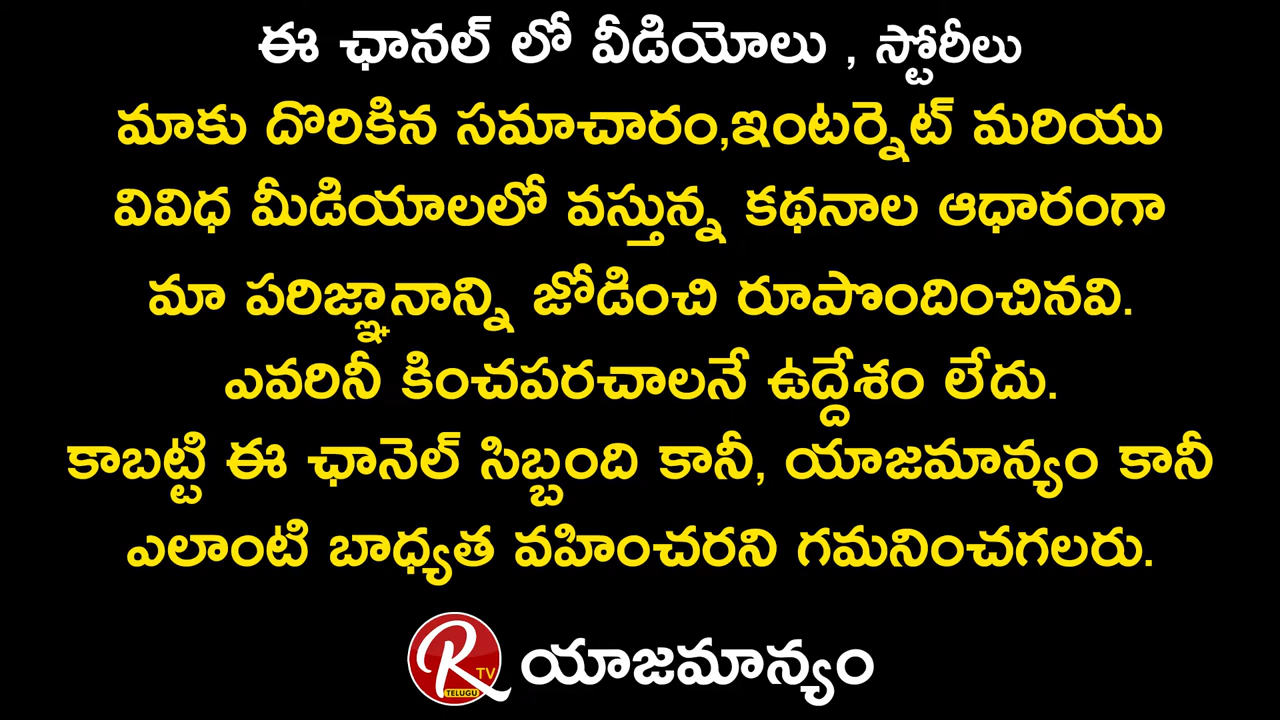 ఈ ఛానల్ లో వీడియోలు , స్టోరీలు
మాకు దొరికిన సమాచారం,ఇంటర్నెట్ మరియు
వివిధ మీడియాలలో వస్తున్న కథనాల ఆధారంగా
మా పరిజ్ఞానాన్ని జోడించి రూపొందించినవి.
ఎవరినీ కించపరచాలనే ఉద్దేశం లేదు.
కాబట్టి ఈ ఛానెల్ సిబ్బంది కానీ, యాజమాన్యం కానీ
ఎలాంటి బాధ్యత వహించరని గమనించగలరు.
R TV TELUGU యాజమాన్యం